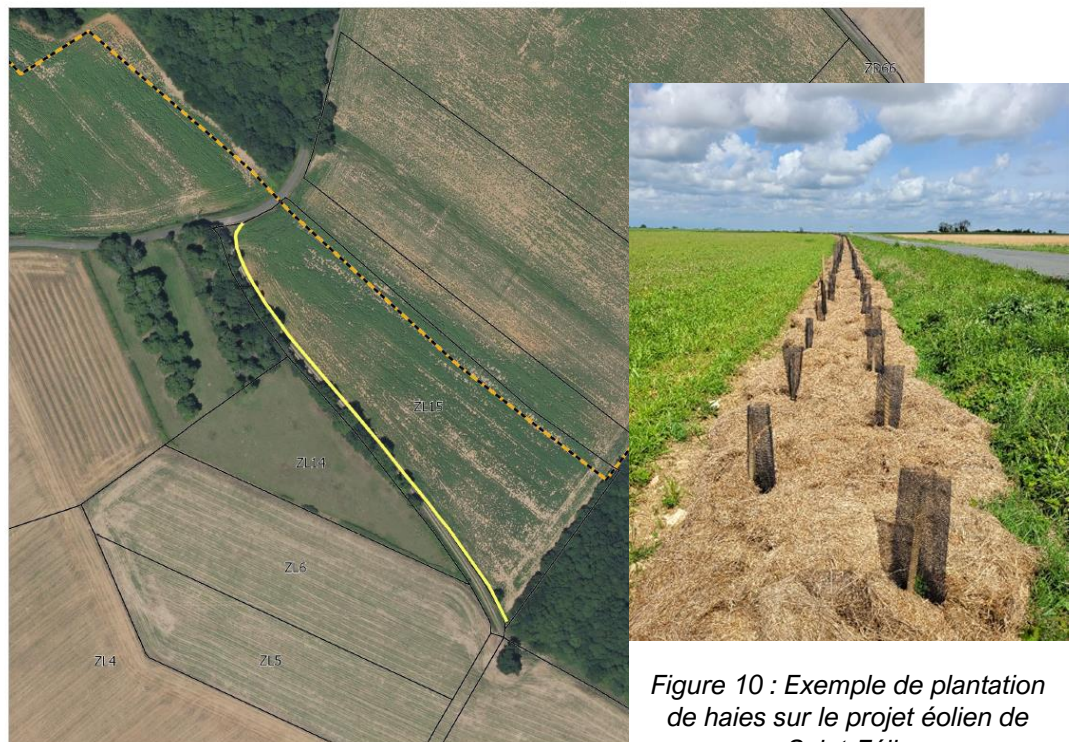 ZD66
ZL15
ZL14
ZL6
ZL4
ZL5
Figure 10 : Exemple de plantation
de haies sur le projet éolien de